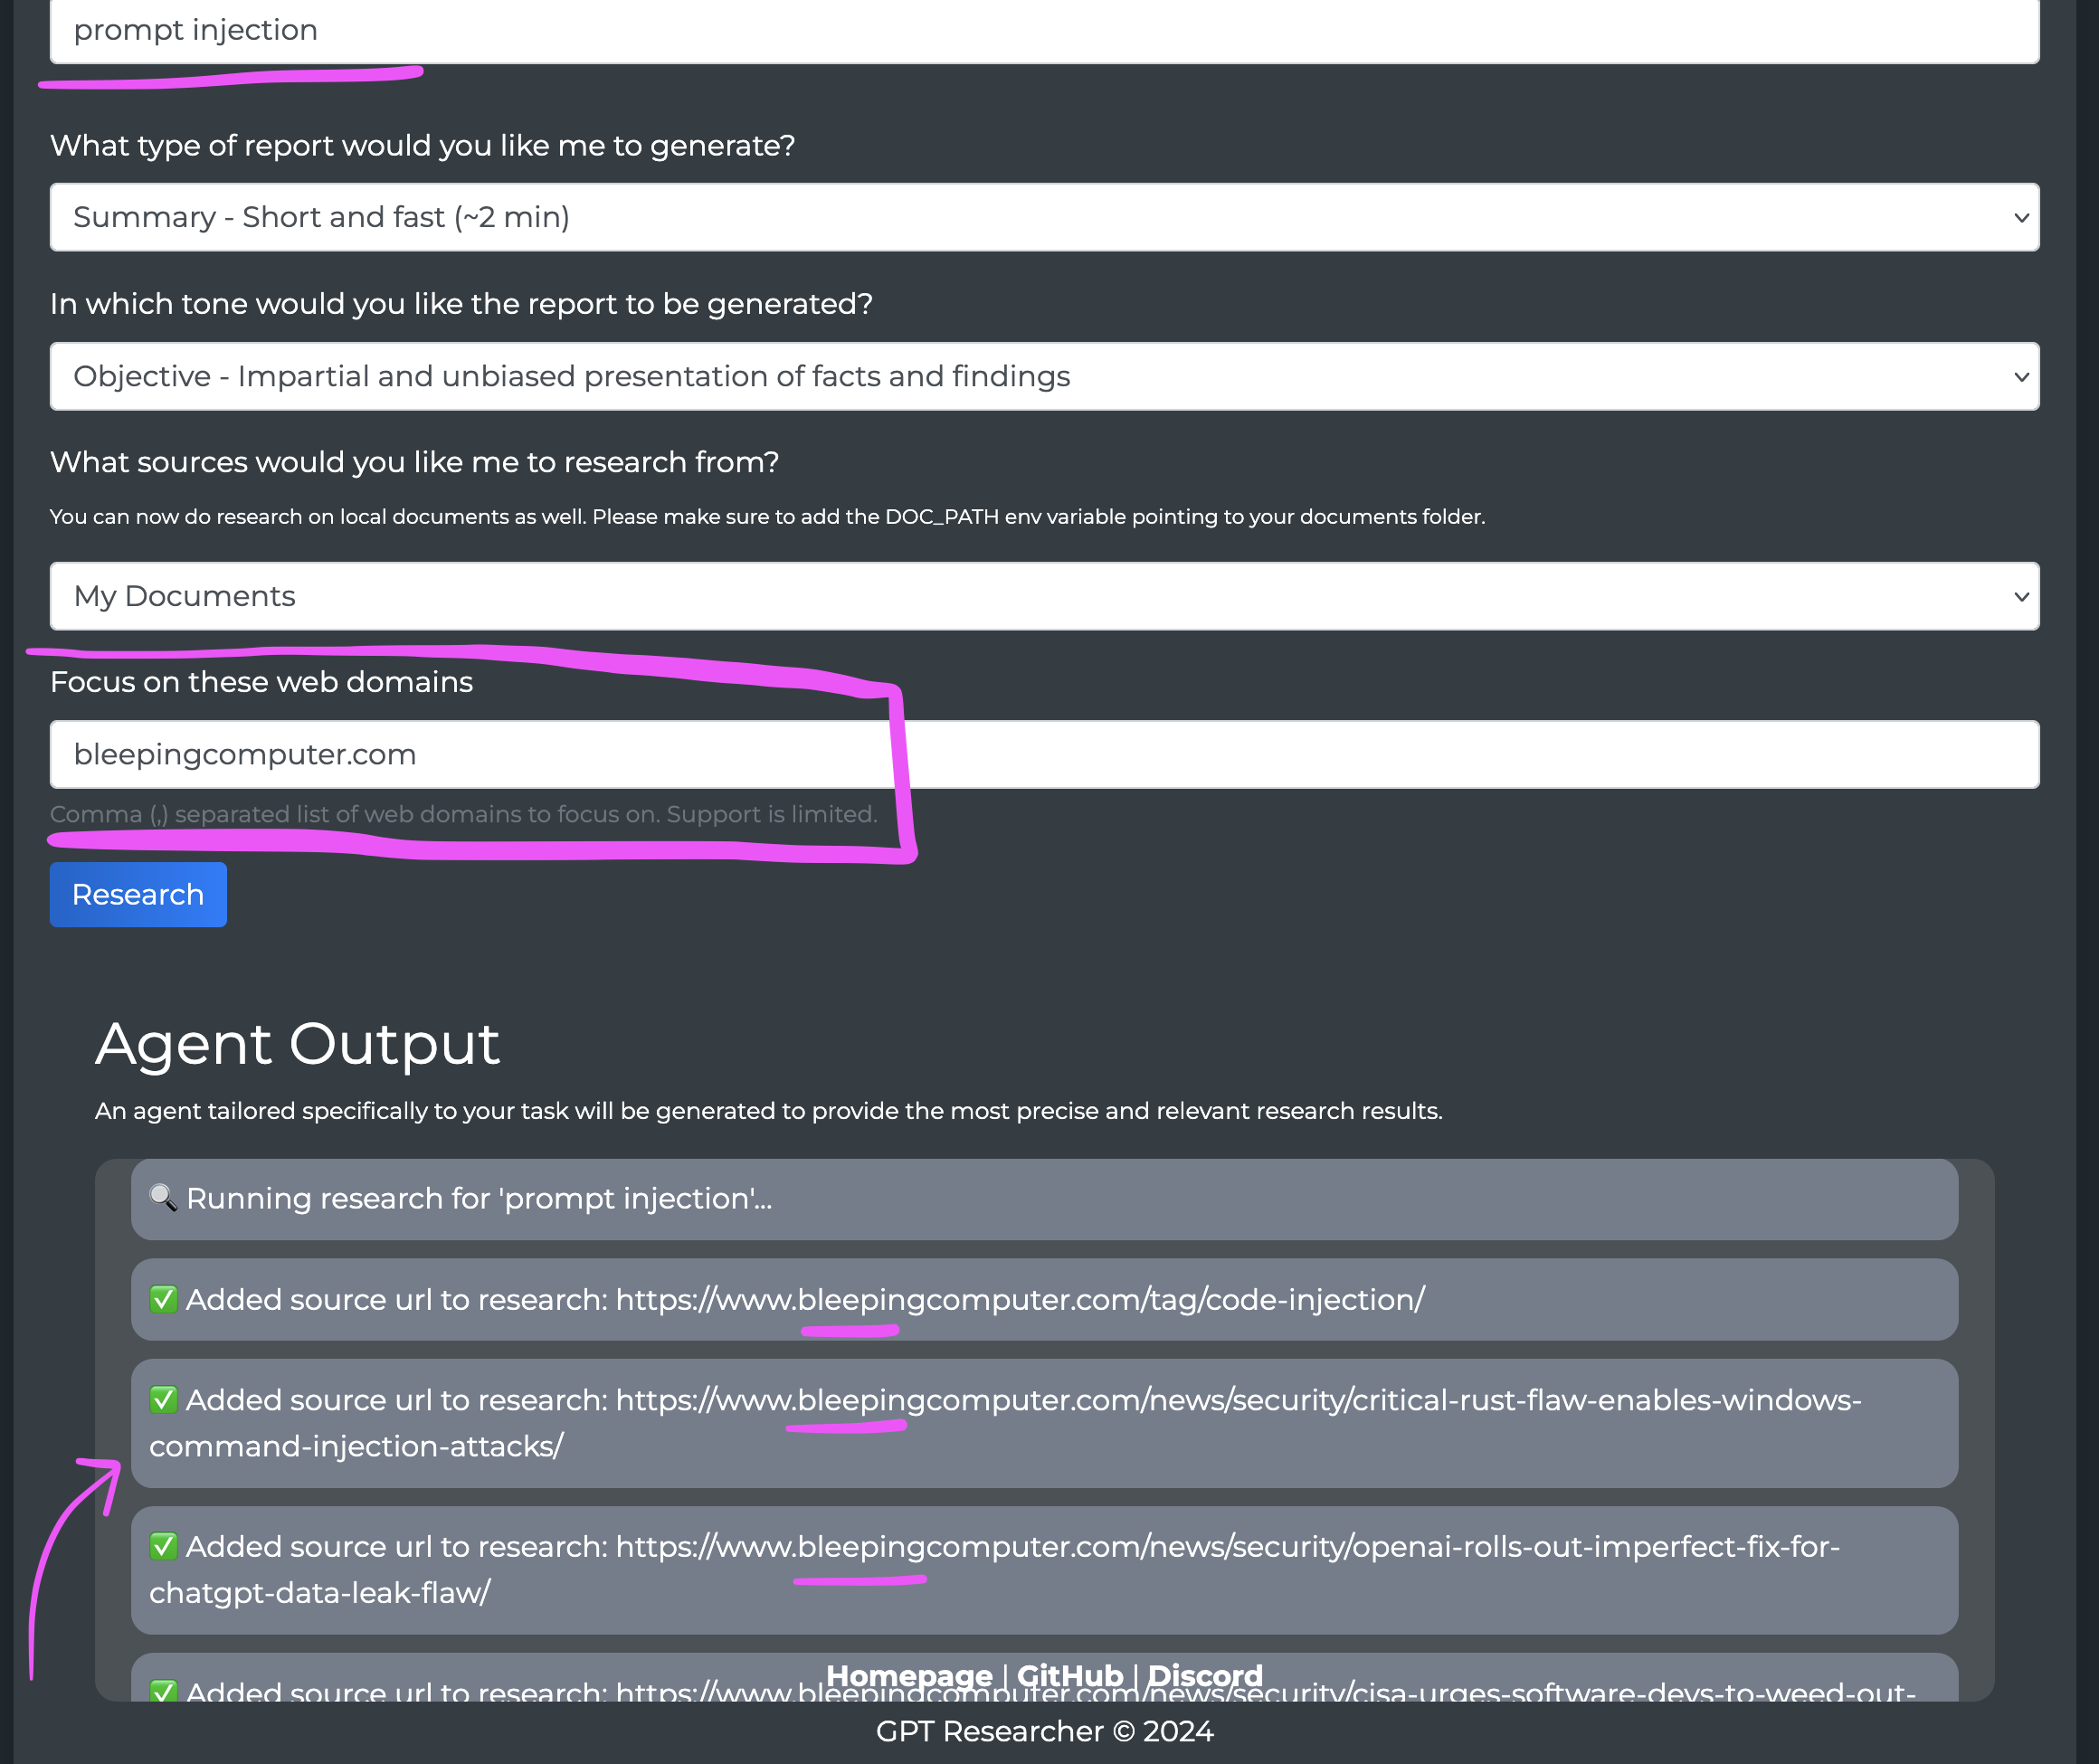 prompt injection
What type of report would you like me to generate?
Summary - Short and fast (~2 min)
In which tone would you like the report to be generated?
Objective - Impartial and unbiased presentation of facts and findings
What sources would you like me to research from?
You can now do research on local documents as well. Please make sure to add the DOC_PATH env variable pointing to your documents folder.
My Documents
Focus on these web domains
bleepingcomputer.com
Comma (,) separated list of web domains to focus on. Support is limited.
Research
Agent Output
An agent tailored specifically to your task will be generated to provide the most precise and relevant research results.
🔍 Running research for 'prompt injection'...
✅ Added source url to research: https://www.bleepingcomputer.com/tag/code-injection/
✅ Added source url to research: https://www.bleepingcomputer.com/news/security/critical-rust-flaw-enables-windows-
command-injection-attacks/
✅ Added source url to research: https://www.bleepingcomputer.com/news/security/openai-rolls-out-imperfect-fix-for-
chatgpt-data-leak-flaw/
Homepage | GitHub | Discord
✅ Added source url to research: https://www.bleepingcomputer.com/news/security/cisa-urges-software-devs-to-weed-out-
GPT Researcher © 2024